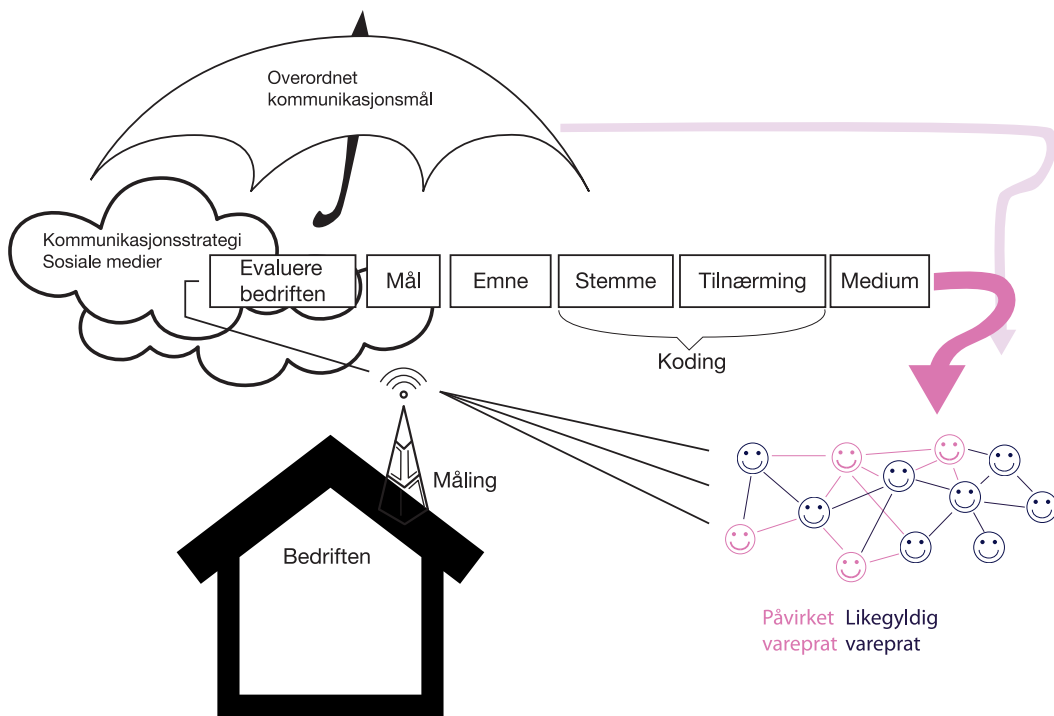 Overordnet
kommunikasjonsmål
Kommunikasjonsstrategi
Sosiale medier
Evaluere
bedriften
Mål
Emne
Stemme
Tilnærming
Medium
Koding
Måling
Bedriften
Påvirket Likegyldig
vareprat vareprat